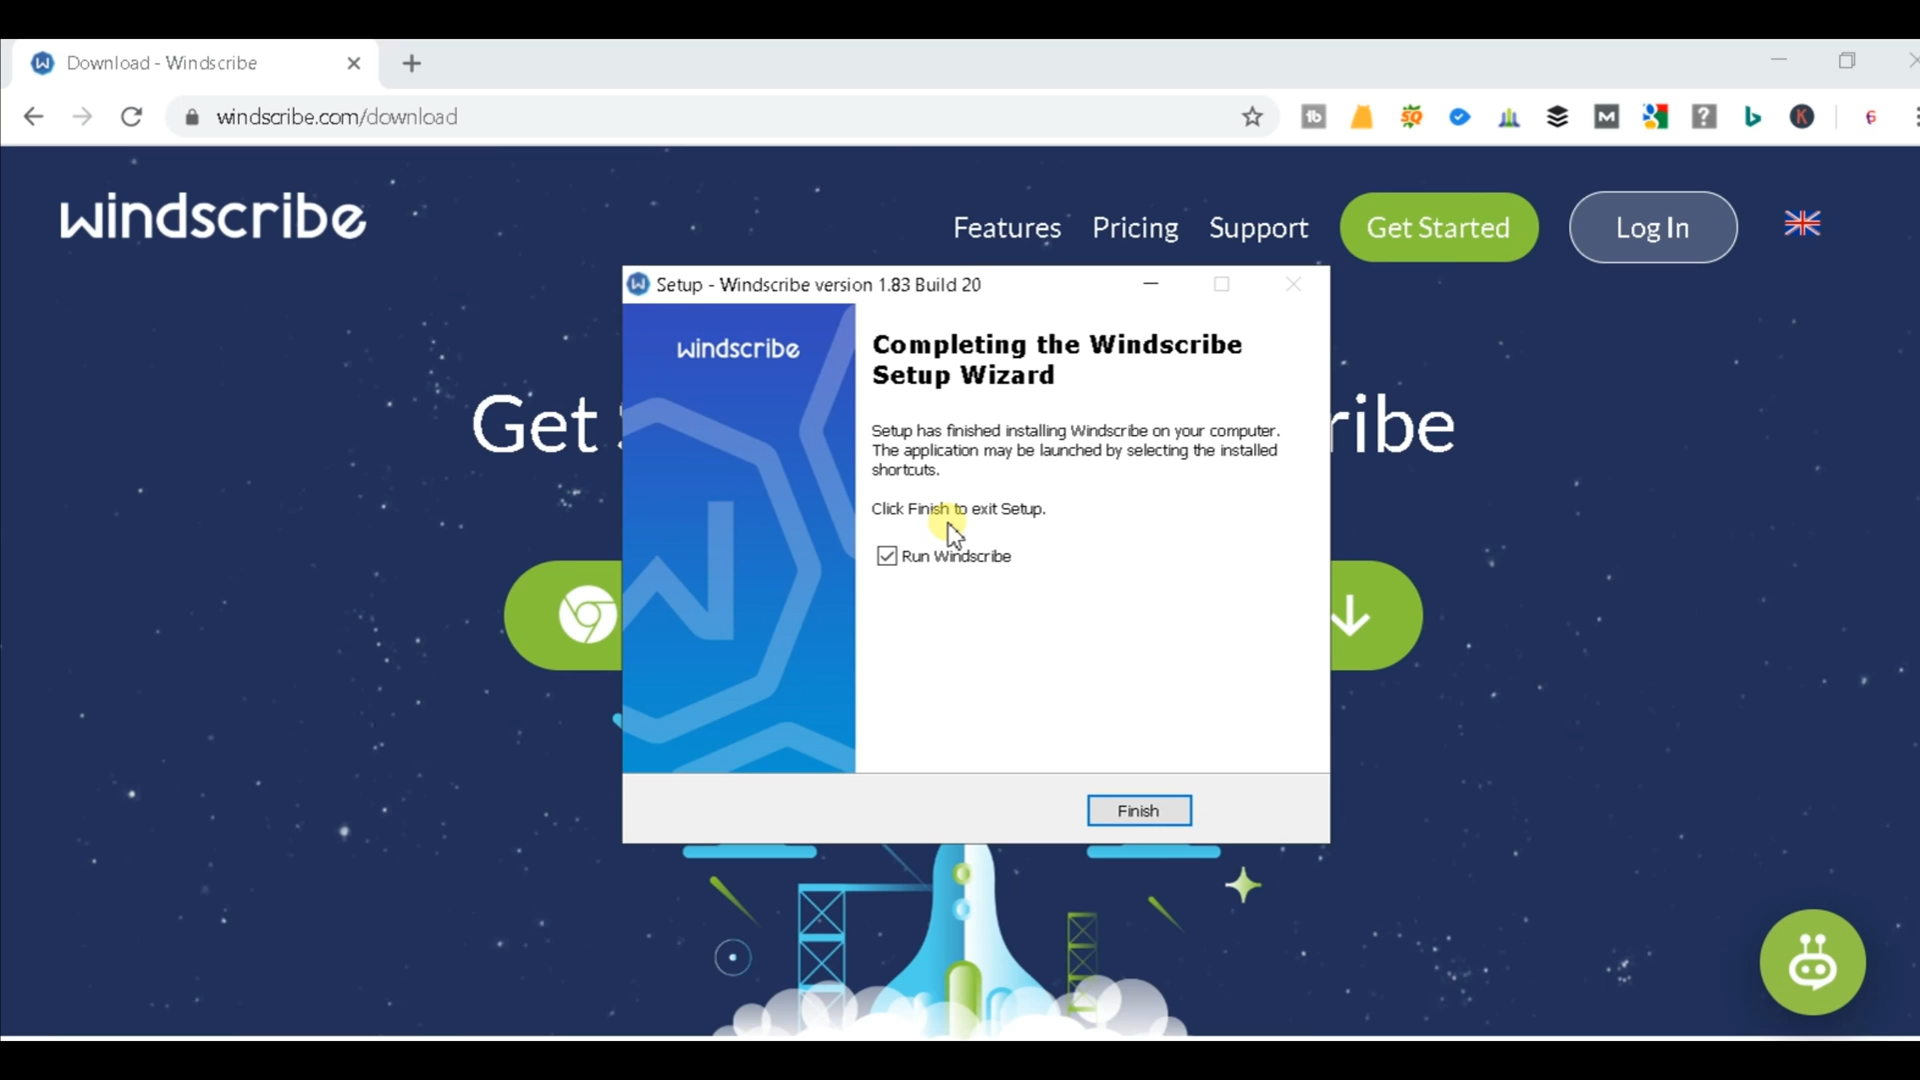 Download - Windscribe
windscribe.com/download
windscribe
Features Pricing Support Get Started Log In
Setup - Windscribe version 1.83 Build 20
windscribe
Completing the Windscribe
Setup Wizard
Get ribe
Setup has finished installing Windscribe on your computer.
The application may be launched by selecting the installed
shortcuts.
Click Finish to exit Setup.
Run Windscribe
Finish